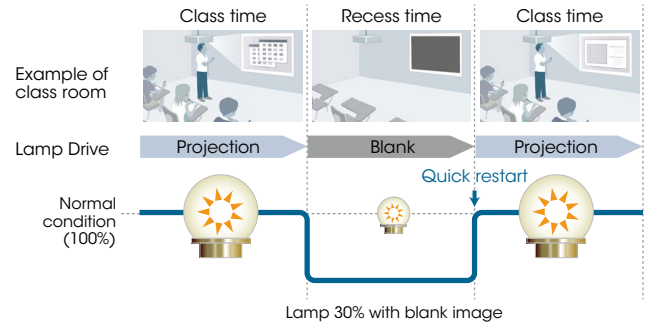 Class time
Recess time
Class time
Example of
class room
Lamp Drive
Projection
Blank
Projection
Quick restart
Normal
condition
(100%)
Lamp 30% with blank image